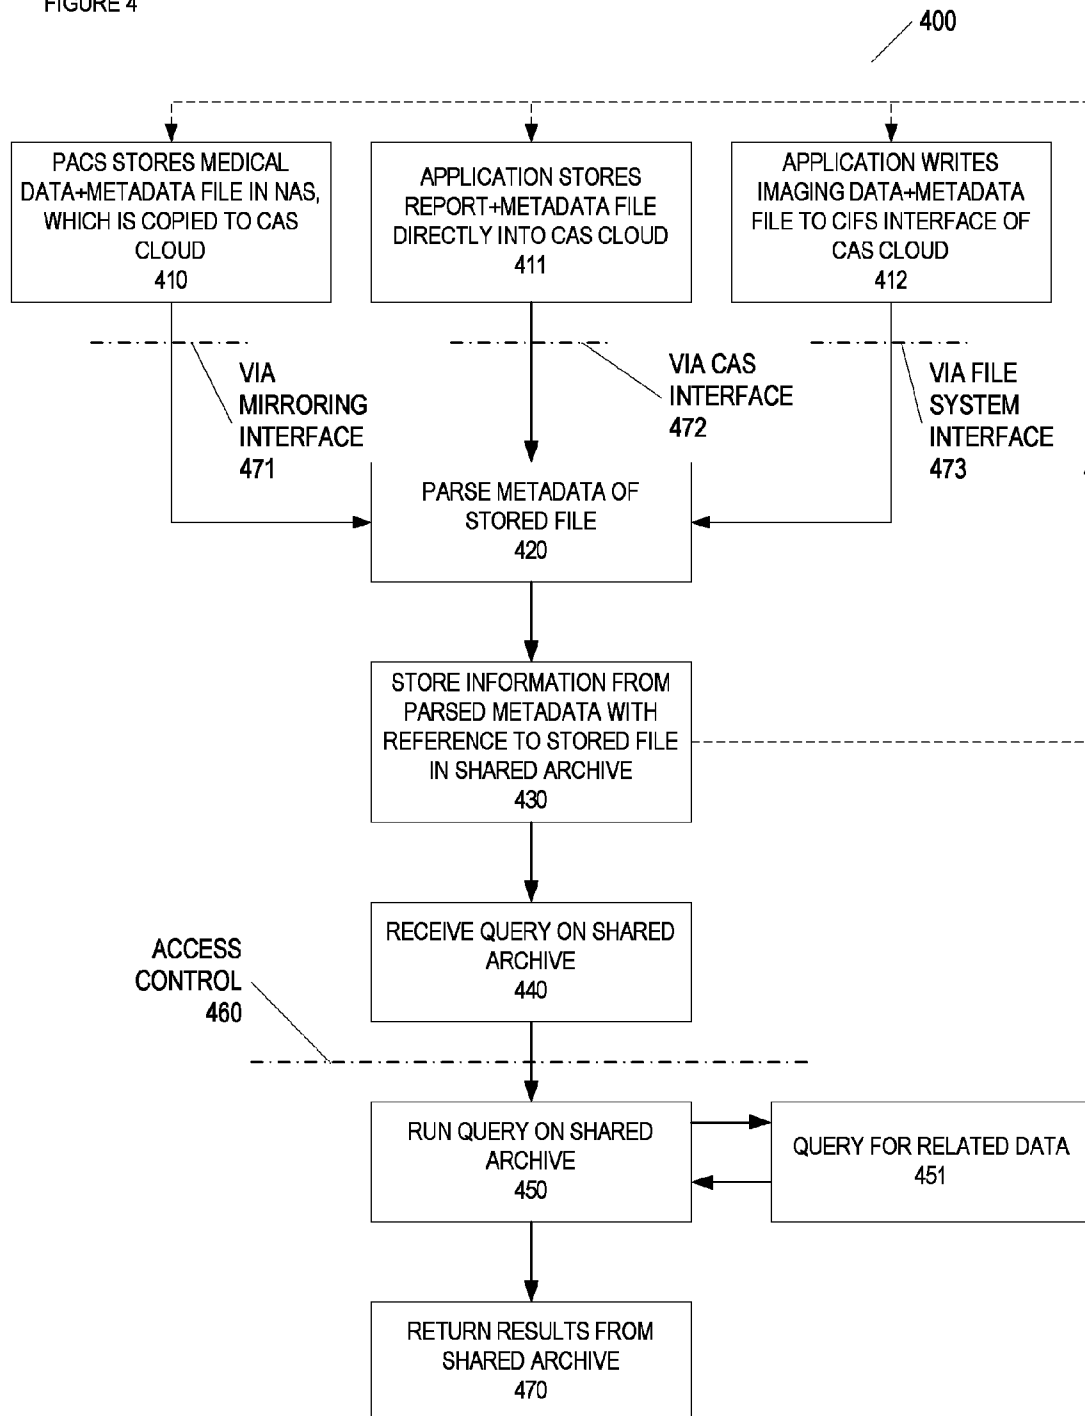 FIGURE 4
400
PACS STORES MEDICAL
DATA+METADATA FILE IN NAS,
WHICH IS COPIED TO CAS
CLOUD
410
APPLICATION STORES
REPORT+METADATA FILE
DIRECTLY INTO CAS CLOUD
411
APPLICATION WRITES
IMAGING DATA+METADATA
FILE TO CIFS INTERFACE OF
CAS CLOUD
412
VIA
MIRRORING
INTERFACE
471
VIA CAS
INTERFACE
472
VIA FILE
SYSTEM
INTERFACE
473
PARSE METADATA OF
STORED FILE
420
STORE INFORMATION FROM
PARSED METADATA WITH
REFERENCE TO STORED FILE
IN SHARED ARCHIVE
430
RECEIVE QUERY ON SHARED
ARCHIVE
440
ACCESS
CONTROL
460
RUN QUERY ON SHARED
ARCHIVE
450
QUERY FOR RELATED DATA
451
RETURN RESULTS FROM
SHARED ARCHIVE
470